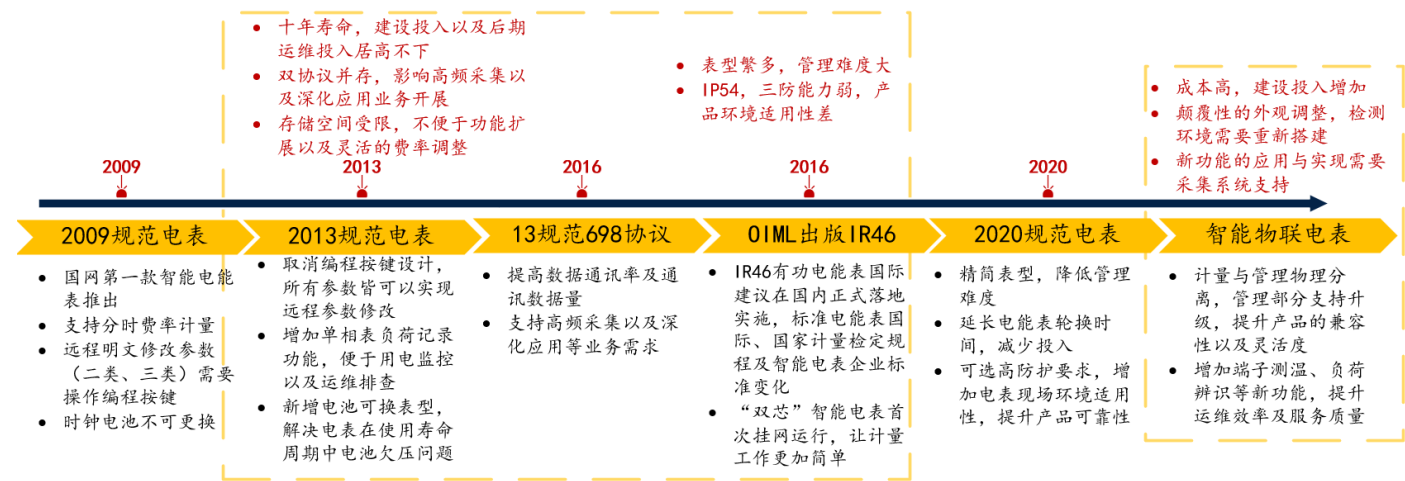 • 十年寿命，建设投入以及后期
运维投入居高不下
• 双协议并存，影响高频采集以
及深化应用业务开展
• 存储空间受限，不便于功能扩
展以及灵活的费率调整
• 表型繁多，管理难度大
• IP54，三防能力弱，产
品环境适用性差
• 成本高，建设投入增加
• 颠覆性的外观调整，检测
环境需要重新搭建
• 新功能的应用与实现需要
采集系统支持
2009
2013
2016
2016
2020
2009规范电表
2013规范电表
13规范698协议
OIML出版IR46
2020规范电表
智能物联电表
• 国网第一款智能电能
表推出
• 支持分时费率计量
• 远程明文修改参数
（二类、三类）需要
操作编程按键
• 时钟电池不可更换
• 取消编程按键设计，
所有参数皆可以实现
远程参数修改
• 增加单相表负荷记录
功能，便于用电监控
以及运维排查
• 新增电池可换表型，
解决电表在使用寿命
周期中电池欠压问题
• 提高数据通讯率及通
讯数据量
• 支持高频采集以及深
化应用等业务需求
• IR46有功电能表国际
建议在国内正式落地
实施，标准电能表国
际、国家计量检定规
程及智能电表企业标
准变化
• “双芯”智能电表首
次挂网运行，让计量
工作更加简单
• 精简表型，降低管理
难度
• 延长电能表轮换时
间，减少投入
• 可选高防护要求，增
加电表现场环境适用
性，提升产品可靠性
• 计量与管理物理分
离，管理部分支持升
级，提升产品的兼容
性以及灵活度
• 增加端子测温、负荷
辨识等新功能，提升
运维效率及服务质量